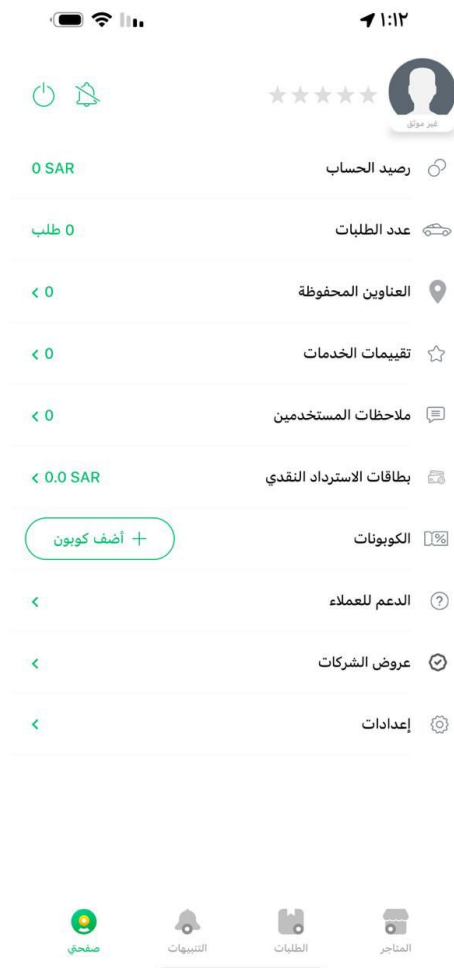 ١:١٢
غير موثق
رصيد الحساب 0 SAR
عدد الطلبات 0 طلب
العناوين المحفوظة 0
تقييمات الخدمات 0
ملاحظات المستخدمين 0
بطاقات الاسترداد النقدي 0.0 SAR
الكوبونات + أضف كوبون
الدعم للعملاء
عروض الشركات
إعدادات
المتاجر الطلبات التنبيهات صفحتي